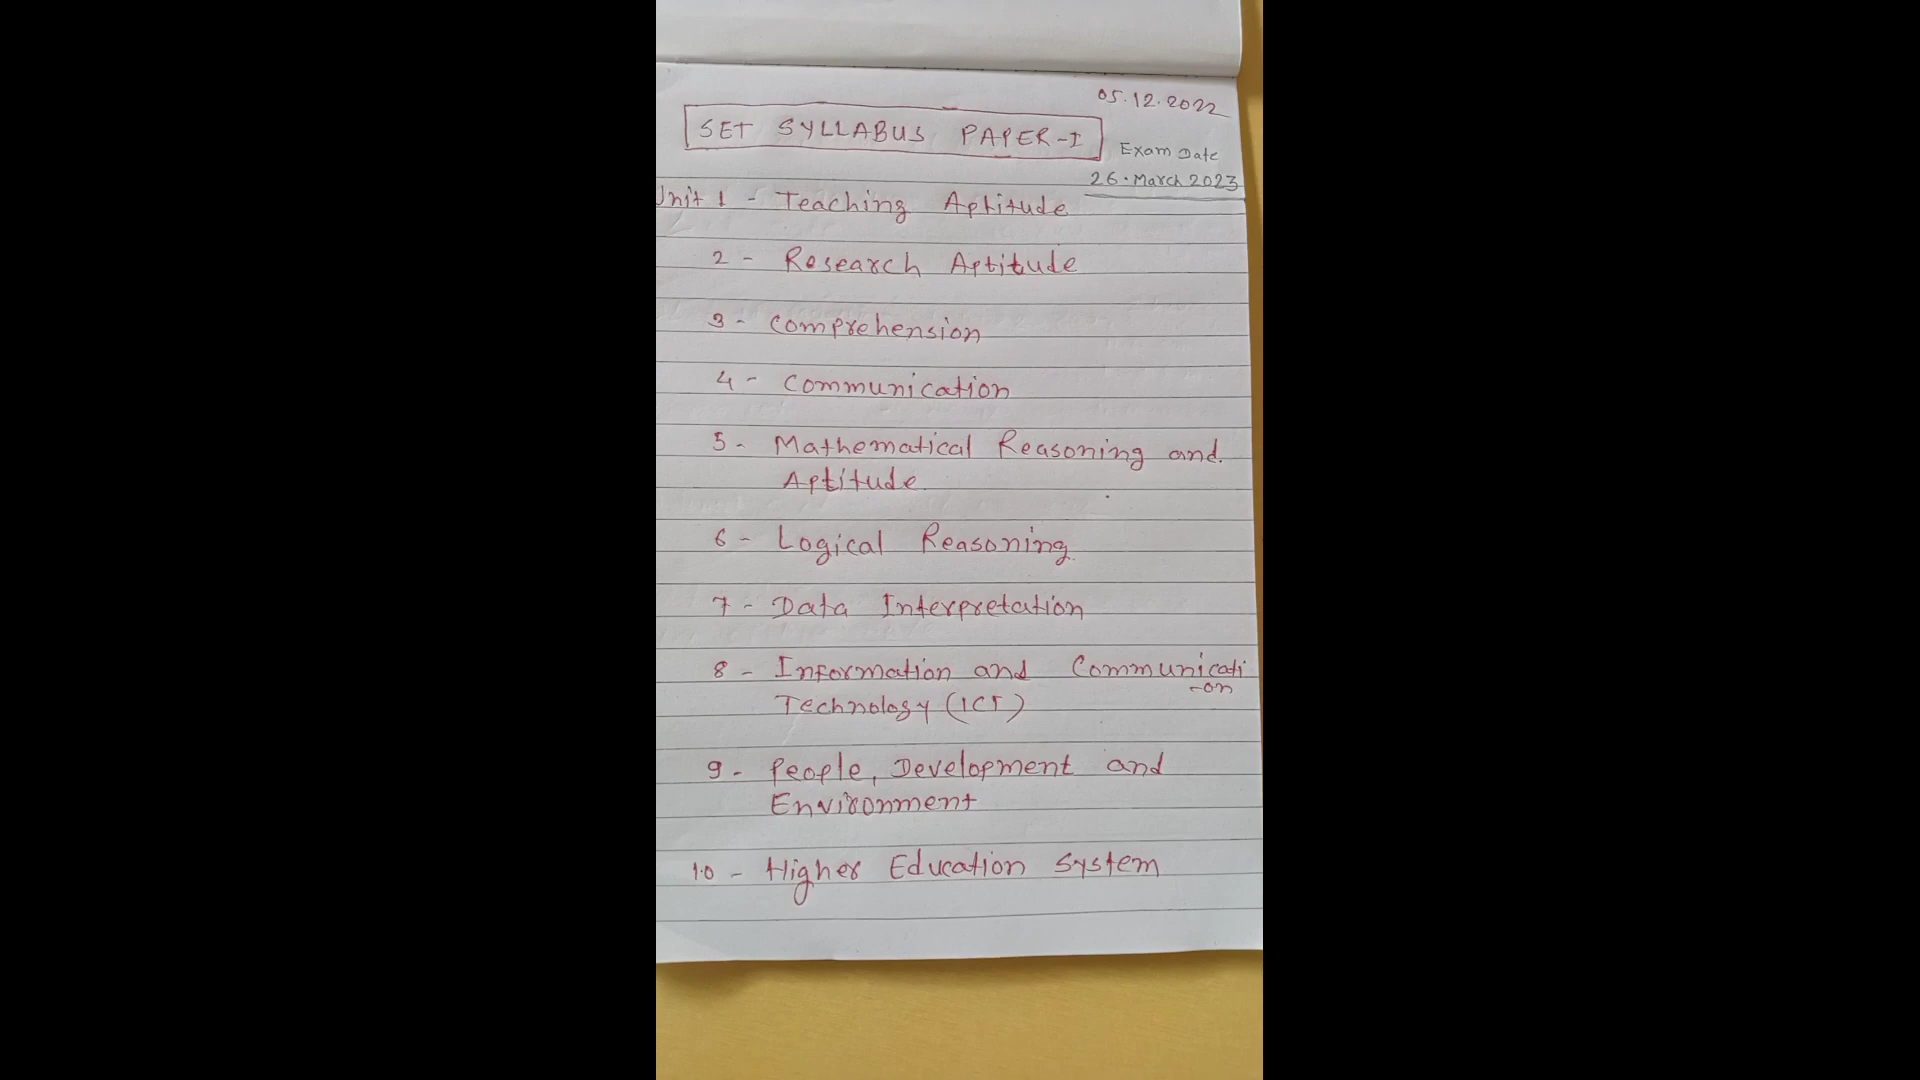 05.12.2022
SET SYLLABUS PAPER-I
Exam Date
26. March 2023
Unit 1 - Teaching Aptitude
2 - Research Aptitude
3 - Comprehension
4 - Communication
5 - Mathematical Reasoning and
Aptitude
6 - Logical Reasoning
7 - Data Interpretation
8 - Information and Communicati
-on
Technology (ICT)
9 - People, Development and
Environment
10 - Higher Education System